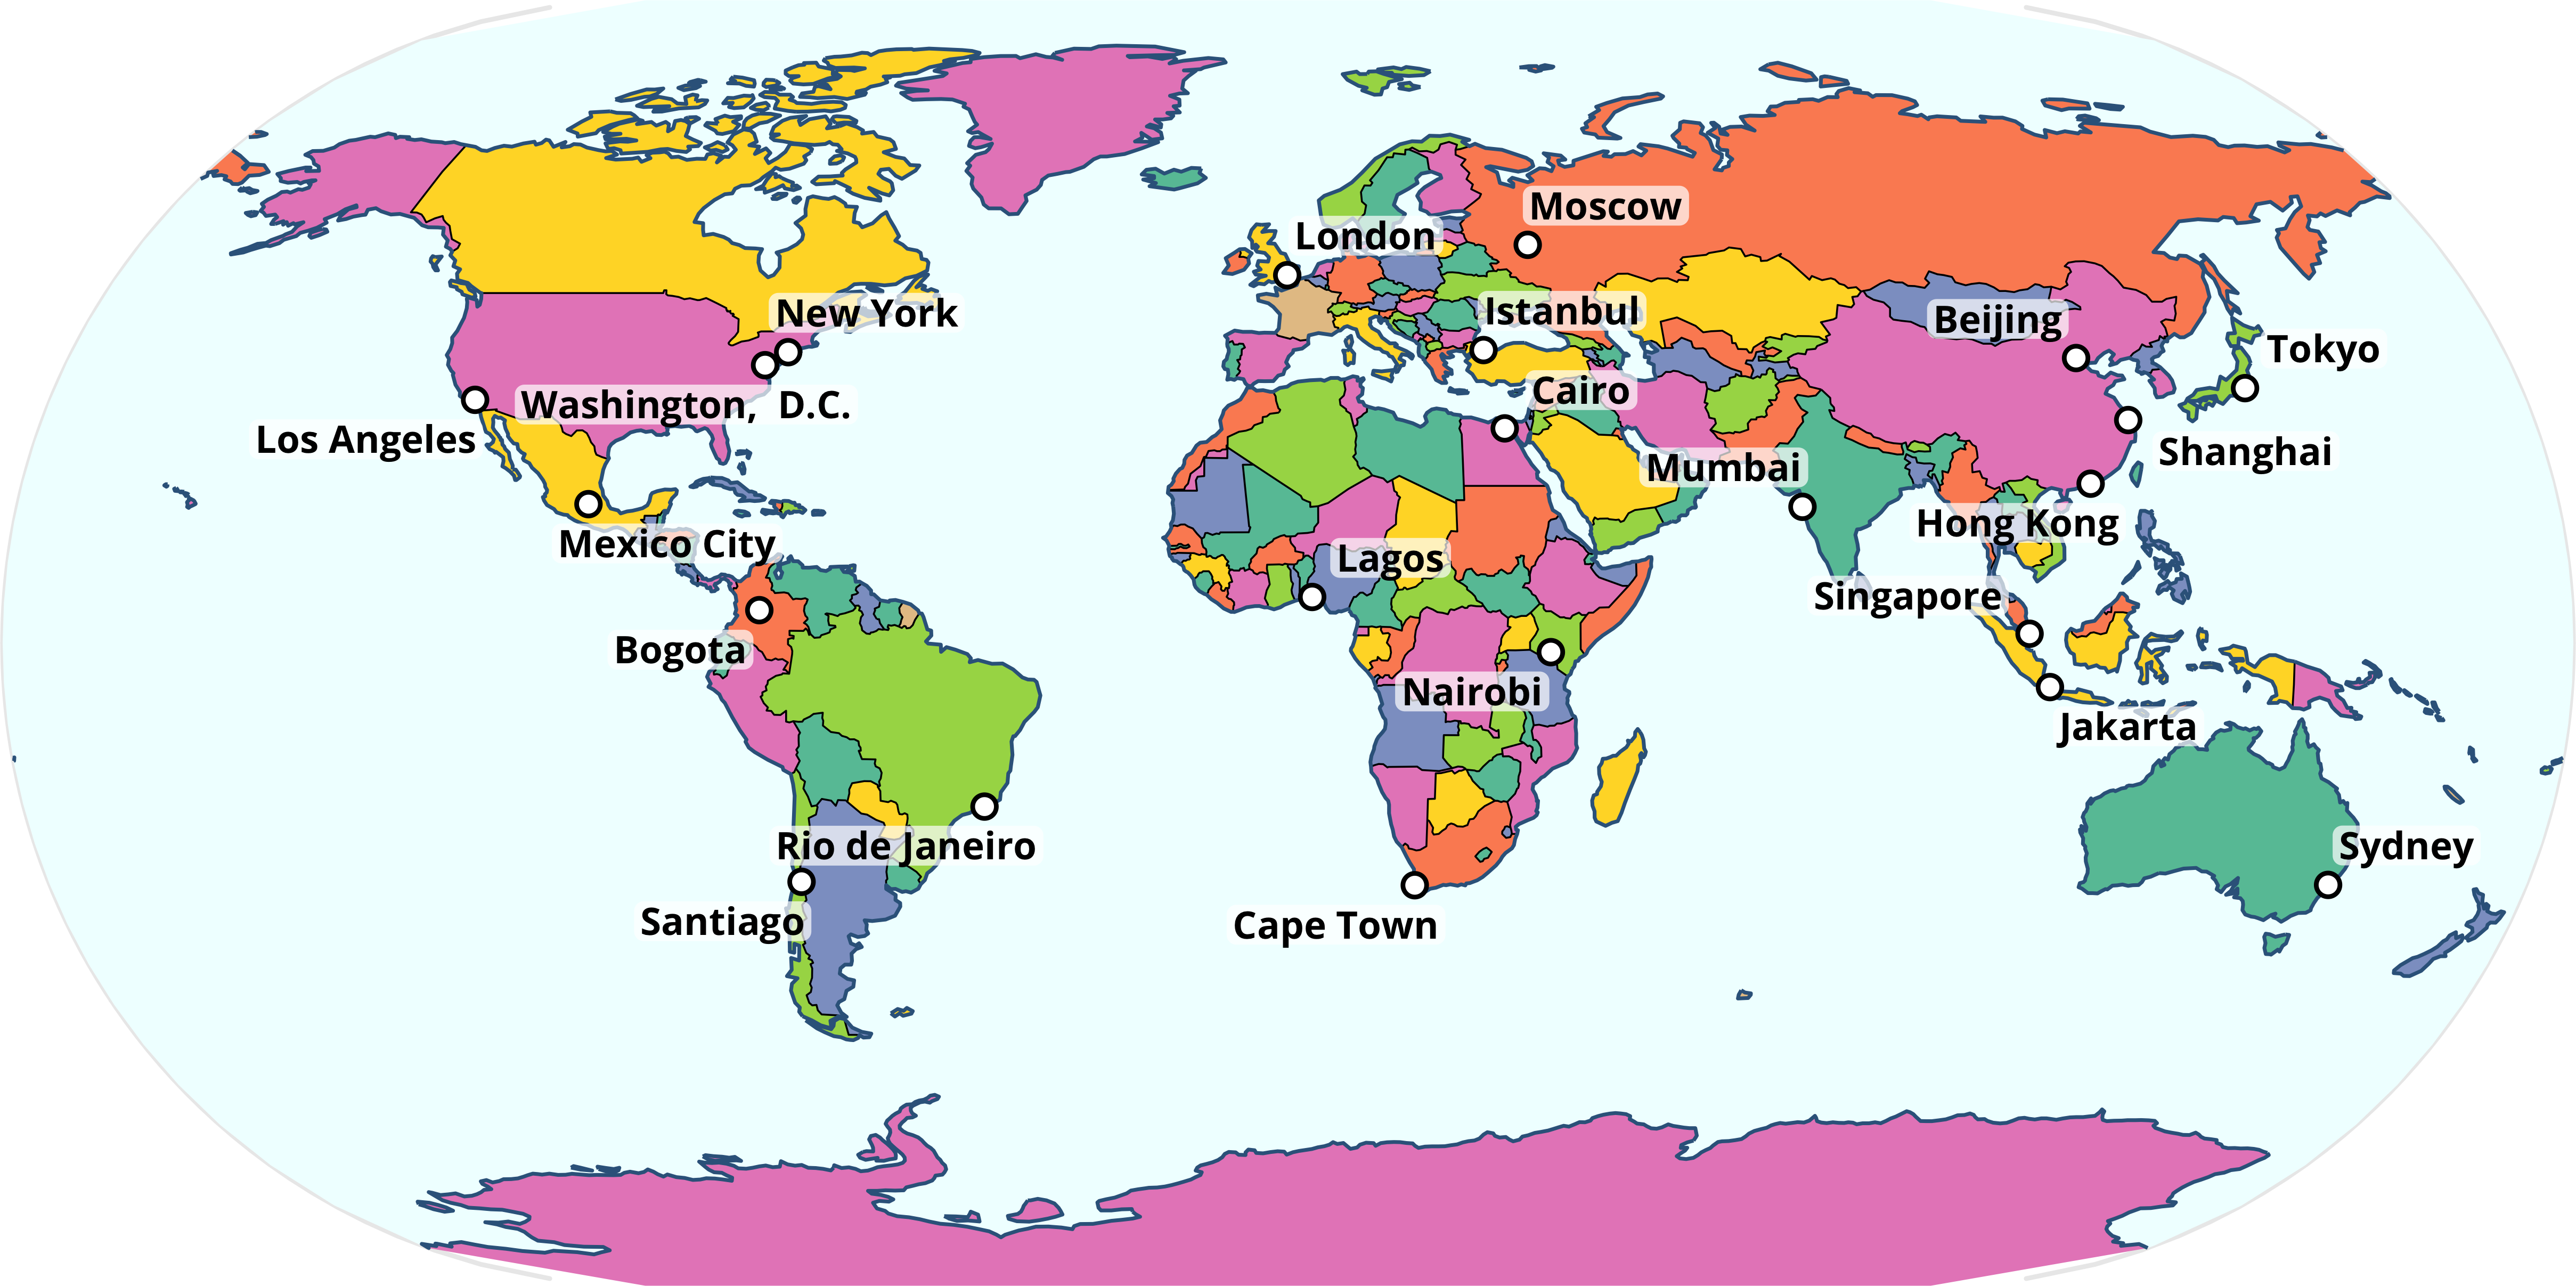 Moscow
London
New York
Istanbul
Beijing
Tokyo
Cairo
Washington, D.C.
Los Angeles
Shanghai
Mumbai
Hong Kong
Mexico City
Lagos
Singapore
Bogota
Nairobi
Jakarta
Rio de Janeiro
Sydney
Santiago
Cape Town